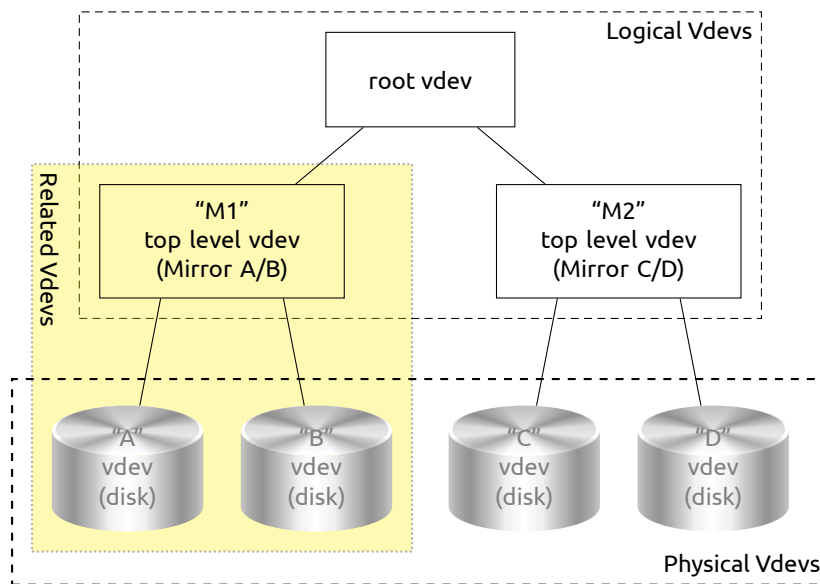 Logical Vdevs
root vdev
Related Vdevs
“M1”
top level vdev
(Mirror A/B)
“M2”
top level vdev
(Mirror C/D)
“A”
vdev
(disk)
“B”
vdev
(disk)
“C”
vdev
(disk)
“D”
vdev
(disk)
Physical Vdevs